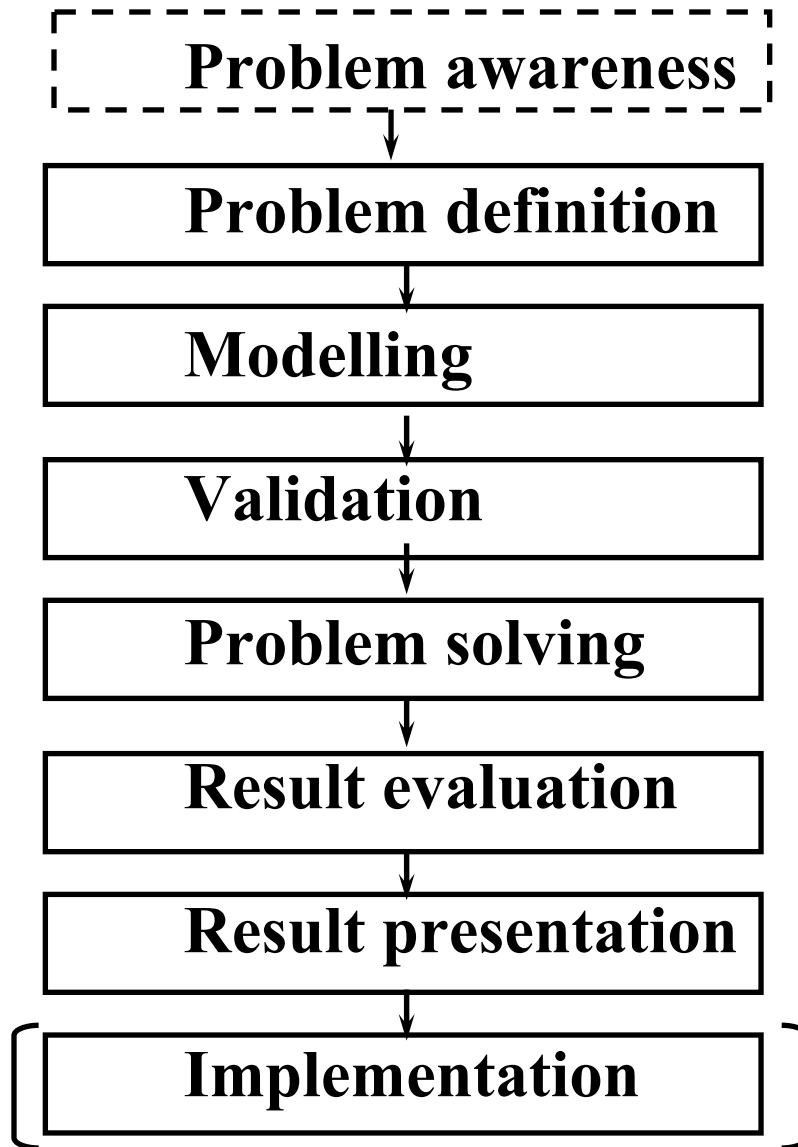 Problem awareness
Problem definition
Modelling
Validation
Problem solving
Result evaluation
Result presentation
Implementation